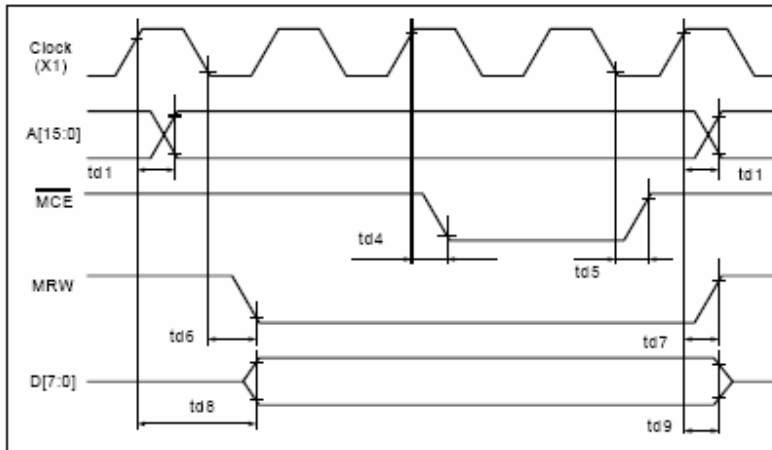 Clock
(X1)
A[15:0]
td1
td1
MCE
td4
td5
MRW
td6
td7
D[7:0]
td8
td9